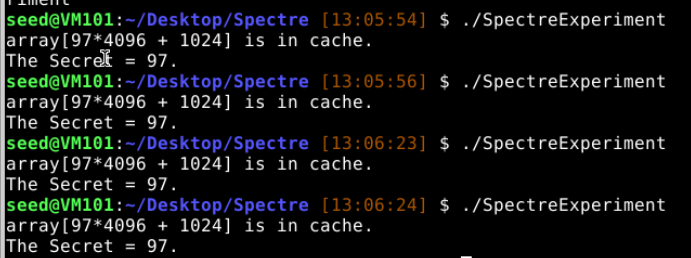 riment
seed@VM101:~/Desktop/Spectre [13:05:54] $ ./SpectreExperiment
array[97*4096 + 1024] is in cache.
The Secret = 97.
seed@VM101:~/Desktop/Spectre [13:05:56] $ ./SpectreExperiment
array[97*4096 + 1024] is in cache.
The Secret = 97.
seed@VM101:~/Desktop/Spectre [13:06:23] $ ./SpectreExperiment
array[97*4096 + 1024] is in cache.
The Secret = 97.
seed@VM101:~/Desktop/Spectre [13:06:24] $ ./SpectreExperiment
array[97*4096 + 1024] is in cache.
The Secret = 97.